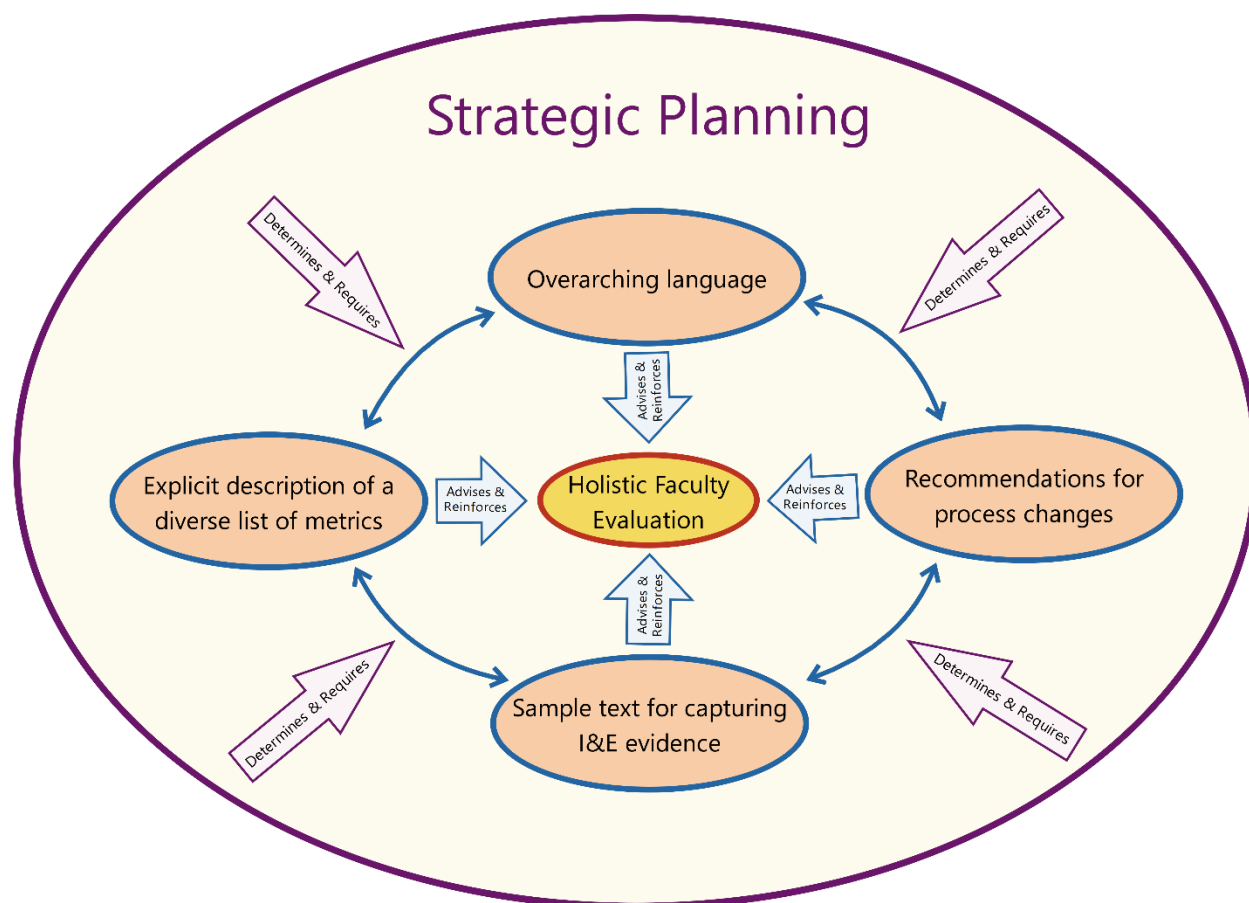 Strategic Planning
Determines & Requires
Determines & Requires
Overarching language
Advises &
Reinforces
Explicit description of a
diverse list of metrics
Advises &
Reinforces
Holistic Faculty
Evaluation
Advises &
Reinforces
Recommendations for
process changes
Advises &
Reinforces
Sample text for capturing
I&E evidence
Determines & Requires
Determines & Requires